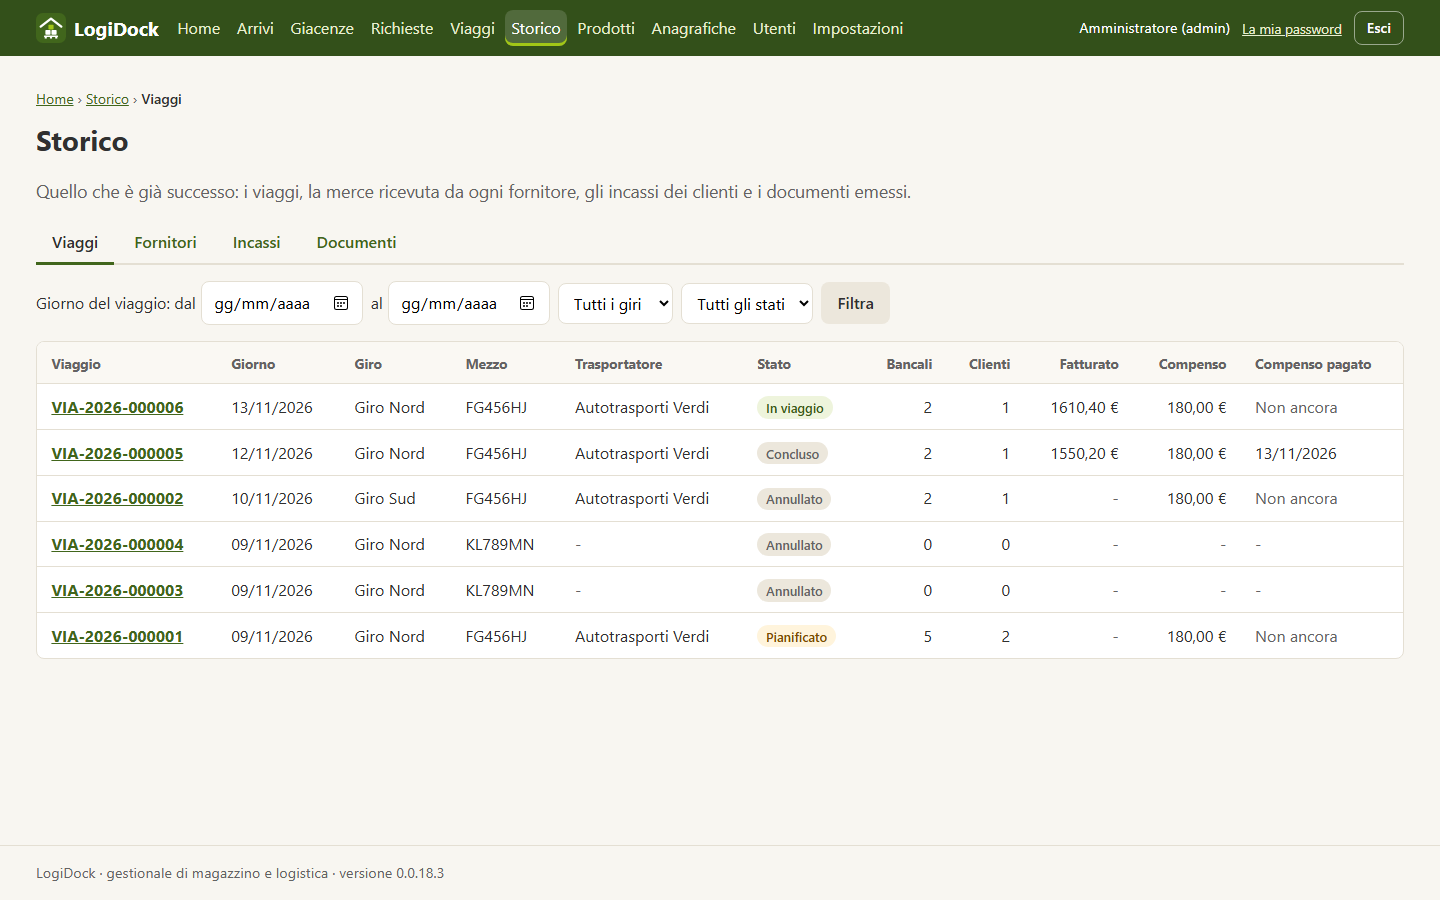 LogiDock Home Arrivi Giacenze Richieste Viaggi Storico Prodotti Anagrafiche Utenti Impostazioni Amministratore (admin) La mia password Esci
Home › Storico › Viaggi
Storico
Quello che è già successo: i viaggi, la merce ricevuta da ogni fornitore, gli incassi dei clienti e i documenti emessi.
Viaggi Fornitori Incassi Documenti
Giorno del viaggio: dal gg/mm/aaaa al gg/mm/aaaa Tutti i giri Tutti gli stati Filtra
Viaggio Giorno Giro Mezzo Trasportatore Stato Bancali Clienti Fatturato Compenso Compenso pagato
VIA-2026-000006 13/11/2026 Giro Nord FG456HJ Autotrasporti Verdi In viaggio 2 1 1610,40 € 180,00 € Non ancora
VIA-2026-000005 12/11/2026 Giro Nord FG456HJ Autotrasporti Verdi Concluso 2 1 1550,20 € 180,00 € 13/11/2026
VIA-2026-000002 10/11/2026 Giro Sud FG456HJ Autotrasporti Verdi Annullato 2 1 - 180,00 € Non ancora
VIA-2026-000004 09/11/2026 Giro Nord KL789MN - Annullato 0 0 - - -
VIA-2026-000003 09/11/2026 Giro Nord KL789MN - Annullato 0 0 - - -
VIA-2026-000001 09/11/2026 Giro Nord FG456HJ Autotrasporti Verdi Pianificato 5 2 - 180,00 € Non ancora
LogiDock · gestionale di magazzino e logistica · versione 0.0.18.3